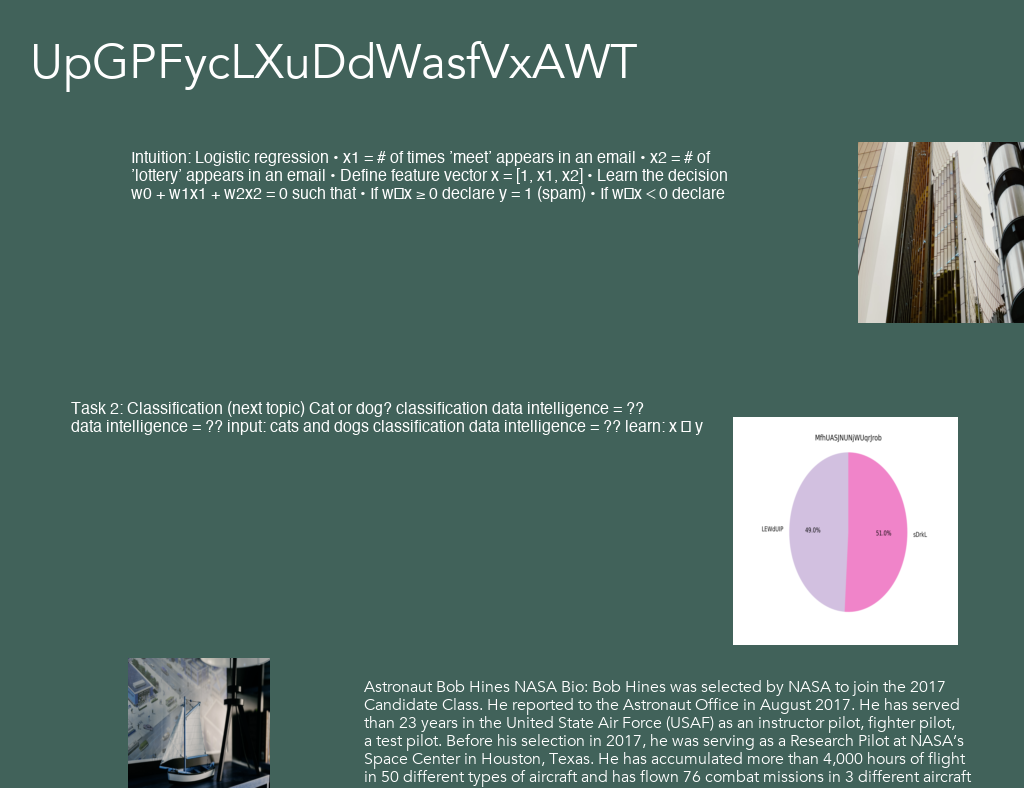 UpGPFycLXuDdWasfVxAWT
Intuition: Logistic regression • x1 = # of times ’meet’ appears in an email • x2 = # of
’lottery’ appears in an email • Define feature vector x = [1, x1, x2] • Learn the decision
w0 + w1x1 + w2x2 = 0 such that • If w□x ≥ 0 declare y = 1 (spam) • If w□x < 0 declare
Task 2: Classification (next topic) Cat or dog? classification data intelligence = ??
data intelligence = ?? input: cats and dogs classification data intelligence = ?? learn: x □ y
MfhUASJNUNjWUqrJrob
LEWdUIP
49.0%
51.0%
sDrkL
Astronaut Bob Hines NASA Bio: Bob Hines was selected by NASA to join the 2017
Candidate Class. He reported to the Astronaut Office in August 2017. He has served
than 23 years in the United State Air Force (USAF) as an instructor pilot, fighter pilot,
a test pilot. Before his selection in 2017, he was serving as a Research Pilot at NASA’s
Space Center in Houston, Texas. He has accumulated more than 4,000 hours of flight
in 50 different types of aircraft and has flown 76 combat missions in 3 different aircraft